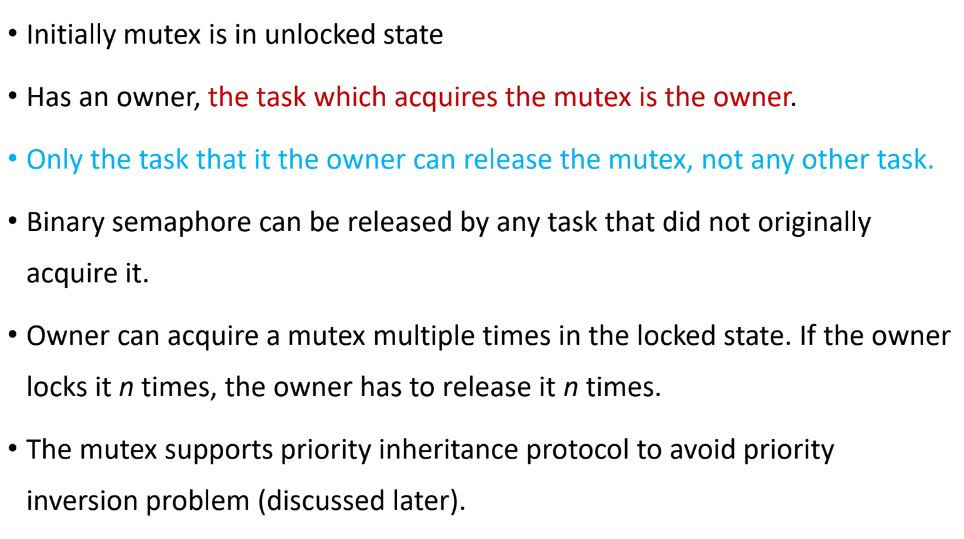 • Initially mutex is in unlocked state
• Has an owner, the task which acquires the mutex is the owner.
• Only the task that it the owner can release the mutex, not any other task.
• Binary semaphore can be released by any task that did not originally
acquire it.
• Owner can acquire a mutex multiple times in the locked state. If the owner
locks it n times, the owner has to release it n times.
• The mutex supports priority inheritance protocol to avoid priority
inversion problem (discussed later).